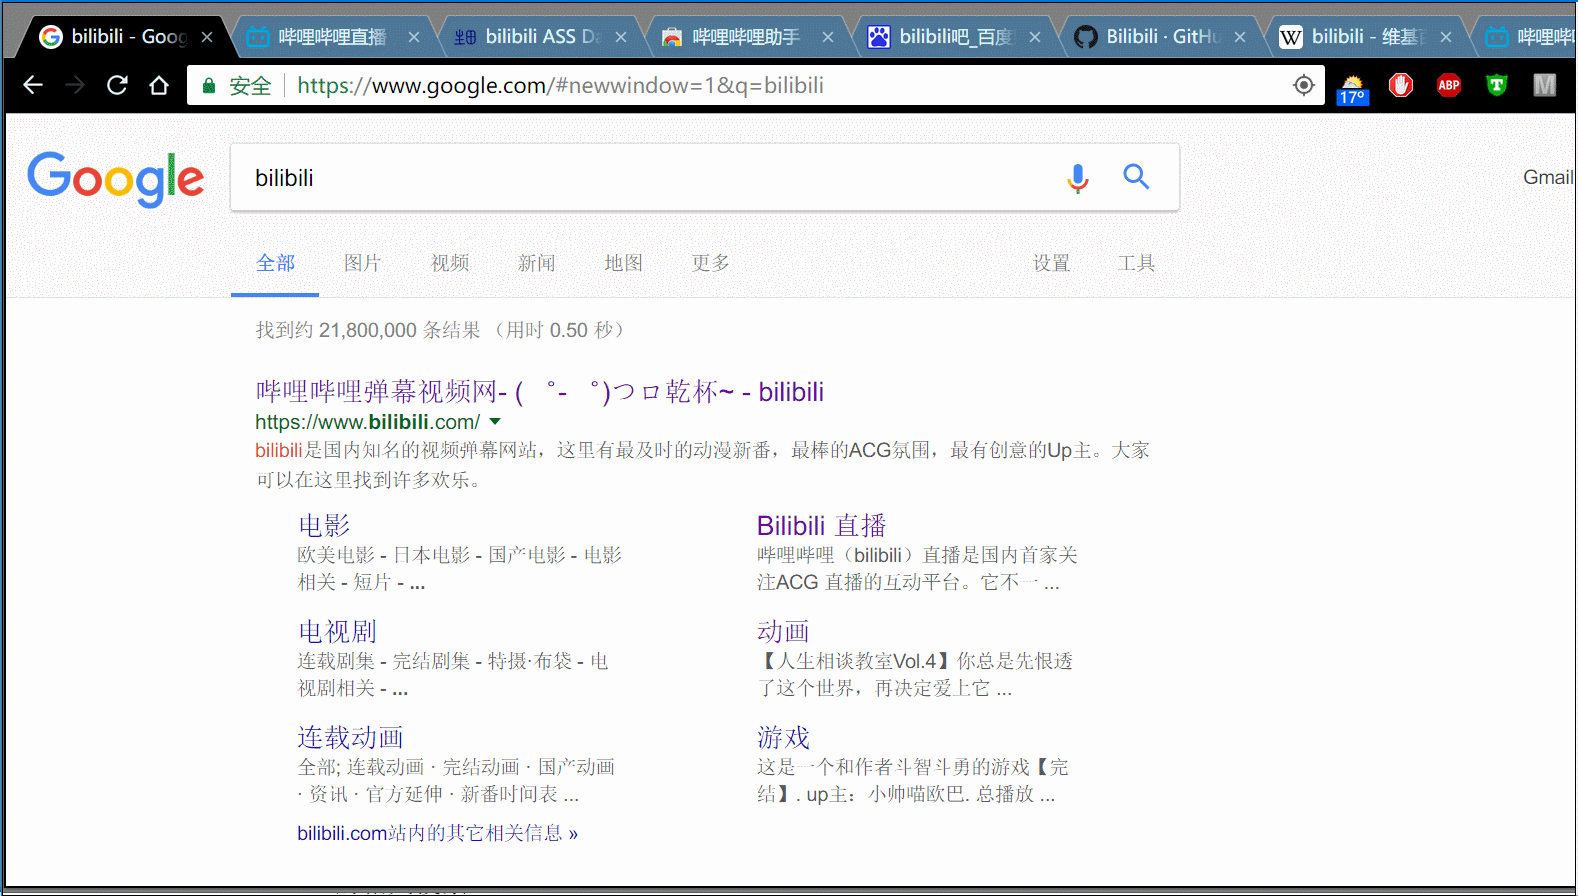 bilibili - Goog
哔哩哔哩直播
bilibili ASS Da
哔哩哔哩助手
bilibili吧_百度
Bilibili · GitHu
W bilibili - 维基百
哔哩哔
安全 https://www.google.com/#newwindow=1&q=bilibili
17° ABP T M
Google
bilibili
Gmail
全部 图片 视频 新闻 地图 更多 设置 工具
找到约 21,800,000 条结果 （用时 0.50 秒）
哔哩哔哩弹幕视频网- ( ゜- ゜)つロ乾杯~ - bilibili
https://www.bilibili.com/
bilibili是国内知名的视频弹幕网站，这里有最及时的动漫新番，最棒的ACG氛围，最有创意的Up主。大家
可以在这里找到许多欢乐。
电影
欧美电影 - 日本电影 - 国产电影 - 电影
相关 - 短片 - ...
Bilibili 直播
哔哩哔哩（bilibili）直播是国内首家关
注ACG 直播的互动平台。它不一 ...
电视剧
连载剧集 - 完结剧集 - 特摄·布袋 - 电
视剧相关 - ...
动画
【人生相谈教室Vol.4】你总是先恨透
了这个世界，再决定爱上它 ...
连载动画
全部; 连载动画 · 完结动画 · 国产动画
· 资讯 · 官方延伸 · 新番时间表 ...
游戏
这是一个和作者斗智斗勇的游戏【完
结】. up主：小帅喵欧巴. 总播放 ...
bilibili.com站内的其它相关信息 »